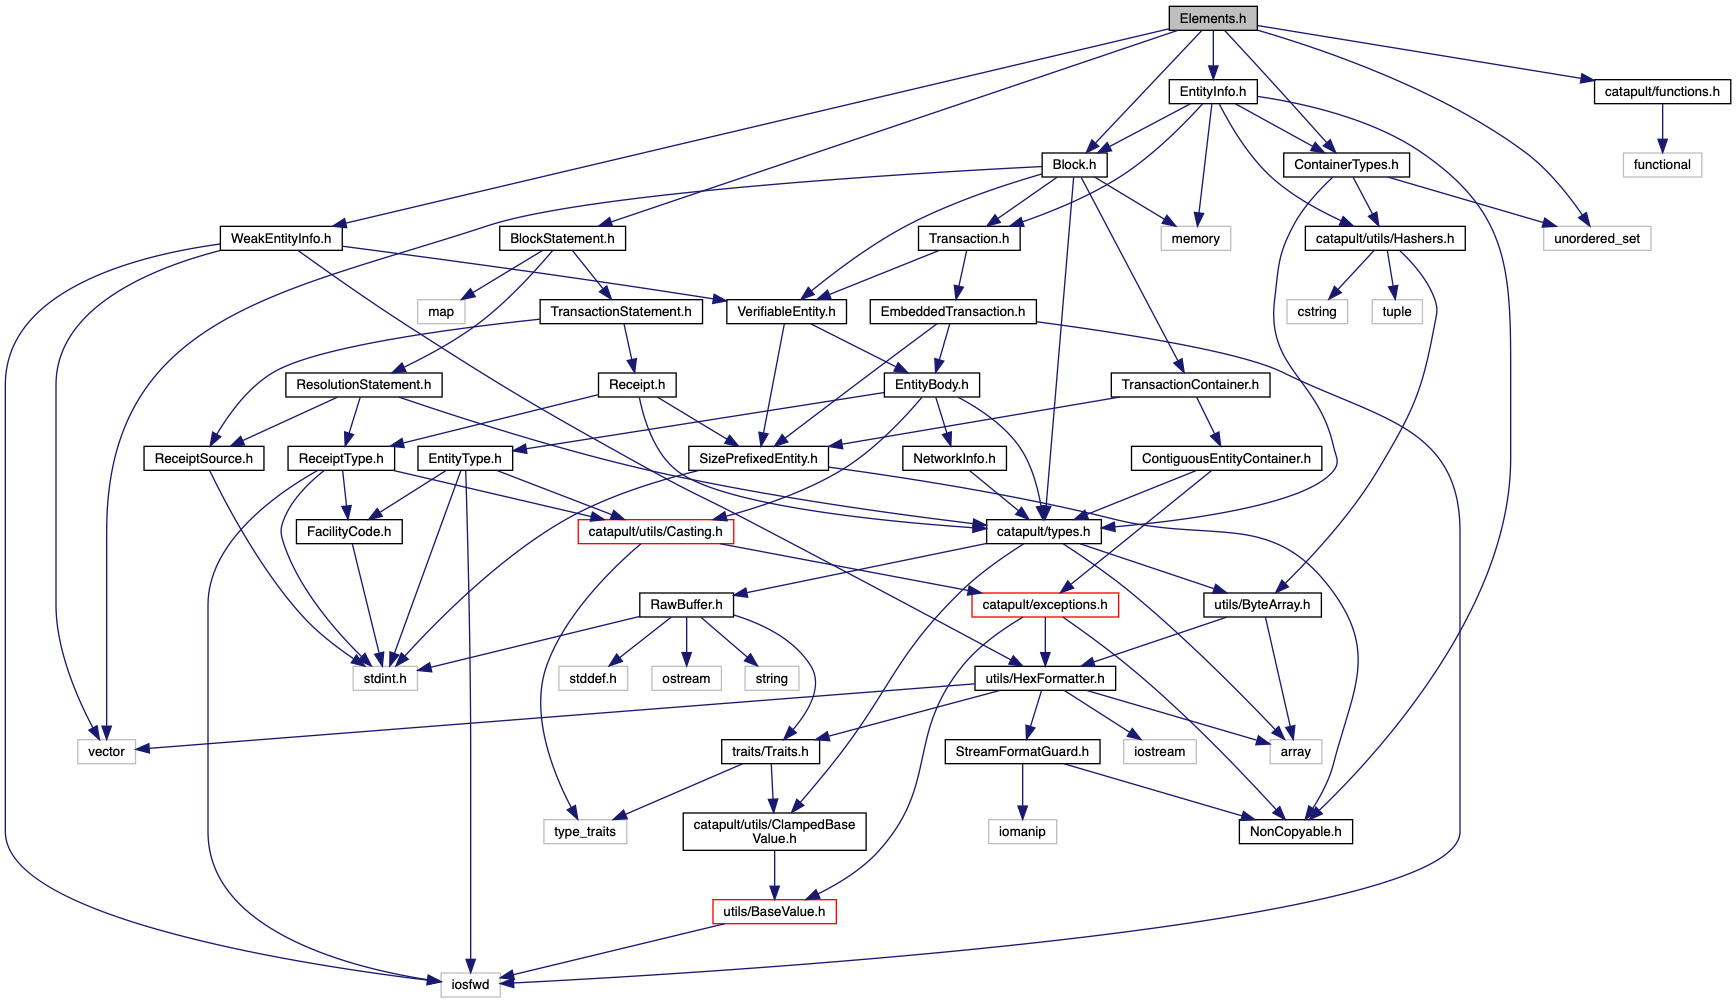 Elements.h
EntityInfo.h
catapult/functions.h
Block.h
ContainerTypes.h
functional
WeakEntityInfo.h
BlockStatement.h
Transaction.h
memory
catapult/utils/Hashers.h
unordered_set
map
TransactionStatement.h
VerifiableEntity.h
EmbeddedTransaction.h
cstring
tuple
ResolutionStatement.h
Receipt.h
EntityBody.h
TransactionContainer.h
ReceiptSource.h
ReceiptType.h
EntityType.h
SizePrefixedEntity.h
NetworkInfo.h
ContiguousEntityContainer.h
FacilityCode.h
catapult/utils/Casting.h
catapult/types.h
RawBuffer.h
catapult/exceptions.h
utils/ByteArray.h
stdint.h
stddef.h
ostream
string
utils/HexFormatter.h
vector
traits/Traits.h
StreamFormatGuard.h
iostream
array
type_traits
catapult/utils/ClampedBase
Value.h
iomanip
NonCopyable.h
utils/BaseValue.h
iosfwd